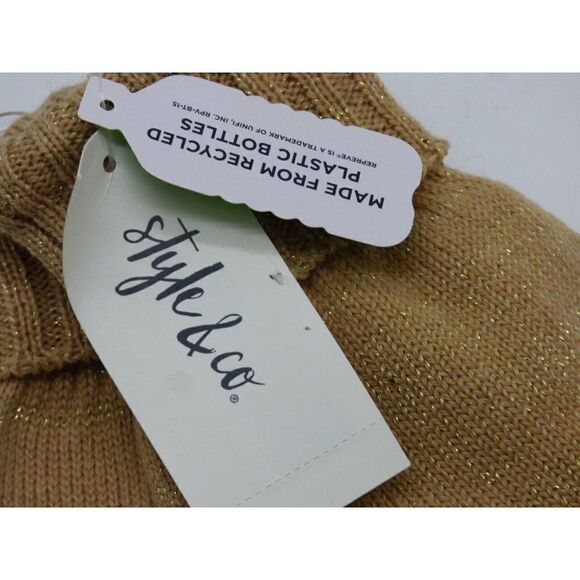 MADE FROM RECYCLED
PLASTIC BOTTLES
REPREVE® IS A TRADEMARK OF UNIFI, INC. RPV-BT-15
style & co®